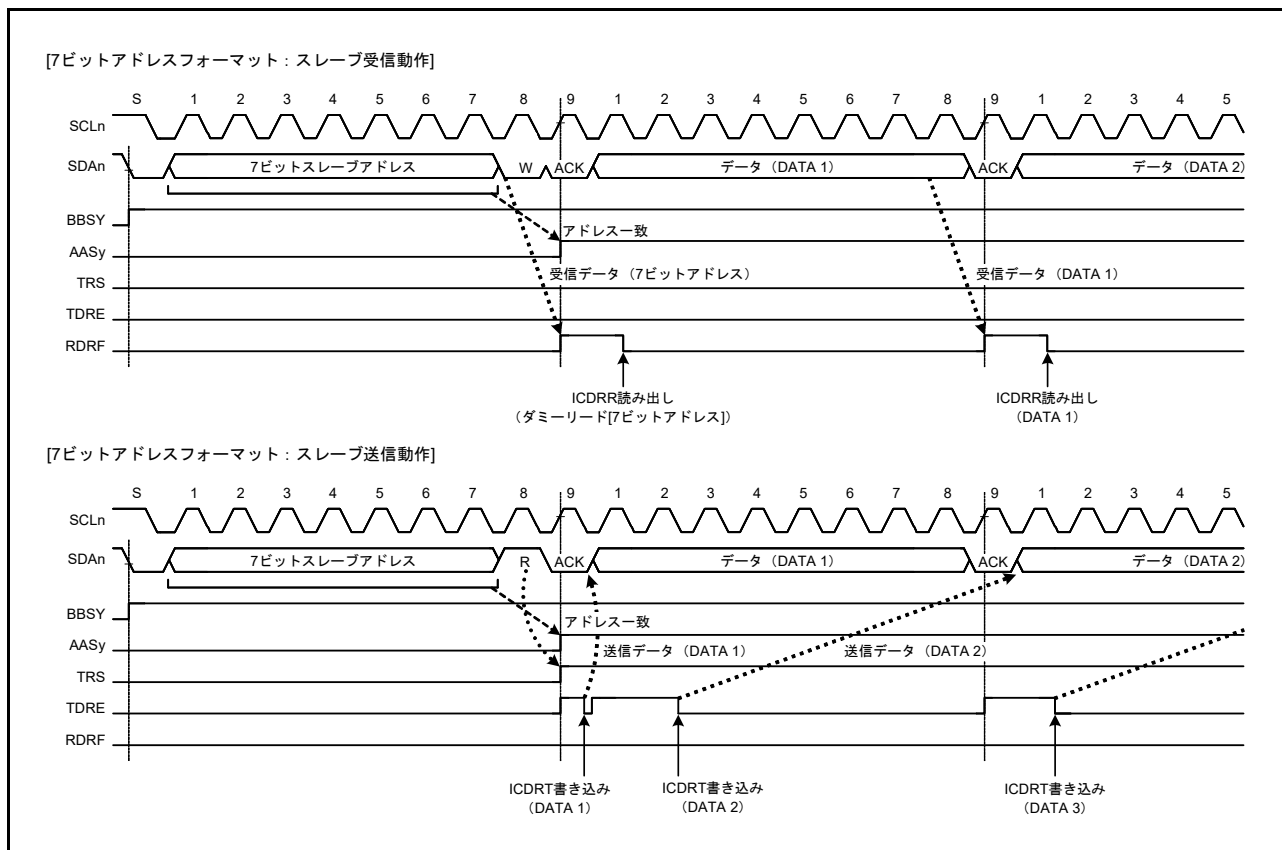 [7ビットアドレスフォーマット：スレーブ受信動作]
S 1 2 3 4 5 6 7 8 9 1 2 3 4 5 6 7 8 9 1 2 3 4 5
SCLn
SDAn 7ビットスレーブアドレス W ACK データ（DATA 1） ACK データ（DATA 2）
BBSY
アドレス一致
AASy
受信データ（7ビットアドレス） 受信データ（DATA 1）
TRS
TDRE
RDRF
ICDRR読み出し ICDRR読み出し
（ダミーリード[7ビットアドレス]） （DATA 1）
[7ビットアドレスフォーマット：スレーブ送信動作]
S 1 2 3 4 5 6 7 8 9 1 2 3 4 5 6 7 8 9 1 2 3 4 5
SCLn
SDAn 7ビットスレーブアドレス R ACK データ（DATA 1） ACK データ（DATA 2）
BBSY
アドレス一致
AASy
送信データ（DATA 1） 送信データ（DATA 2）
TRS
TDRE
RDRF
ICDRT書き込み ICDRT書き込み ICDRT書き込み
（DATA 1） （DATA 2） （DATA 3）